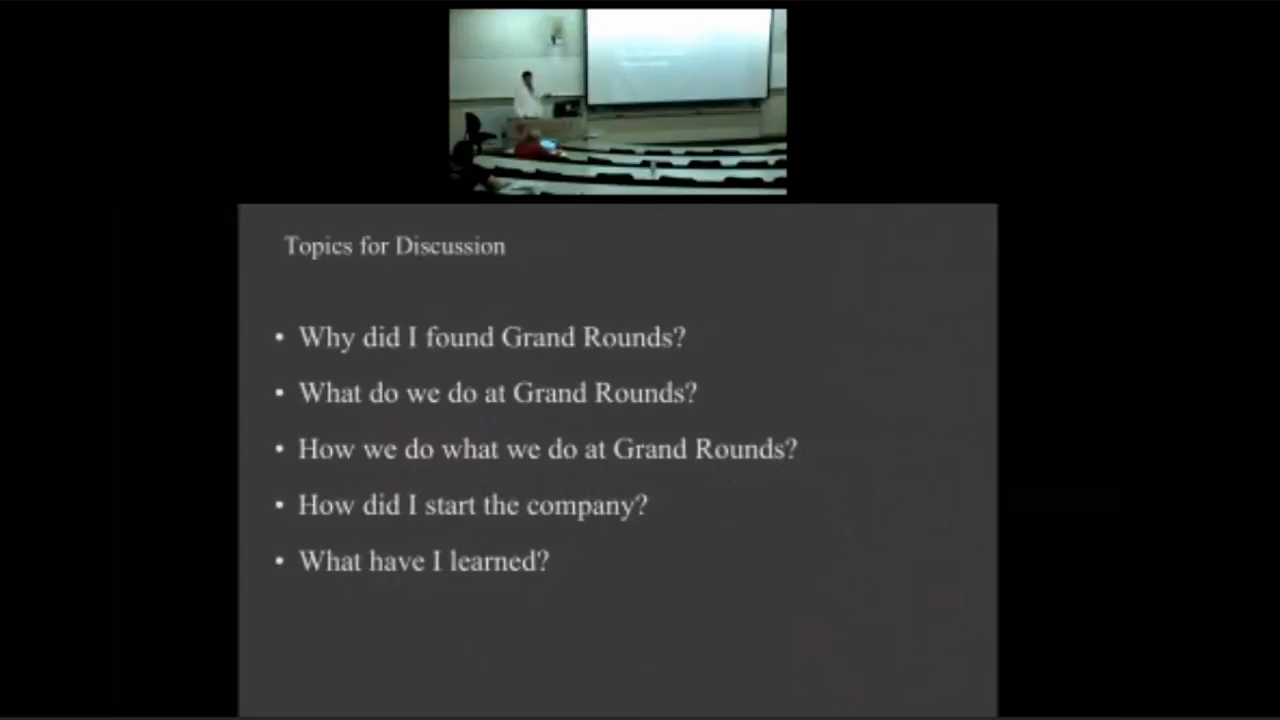 Topics for Discussion
• Why did I found Grand Rounds?
• What do we do at Grand Rounds?
• How we do what we do at Grand Rounds?
• How did I start the company?
• What have I learned?